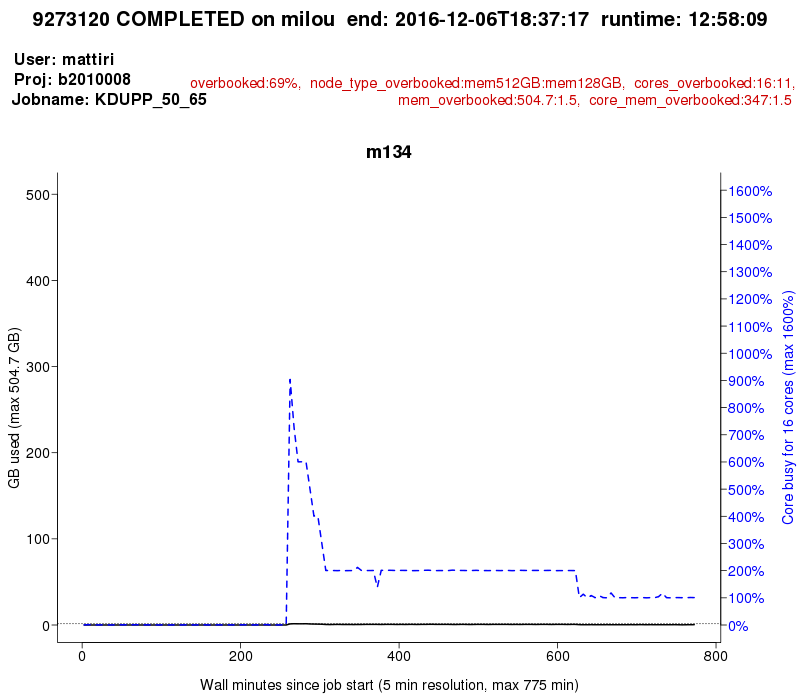 9273120 COMPLETED on milou end: 2016-12-06T18:37:17 runtime: 12:58:09
User: mattiri
Proj: b2010008
overbooked:69%, node_type_overbooked:mem512GB:mem128GB, cores_overbooked:16:11,
Jobname: KDUPP_50_65
mem_overbooked:504.7:1.5, core_mem_overbooked:347:1.5
m134
GB used (max 504.7 GB)
500
400
300
200
100
0
1600%
1500%
1400%
1300%
1200%
1100%
1000%
900%
800%
700%
600%
500%
400%
300%
200%
100%
0%
Core busy for 16 cores (max 1600%)
0 200 400 600 800
Wall minutes since job start (5 min resolution, max 775 min)